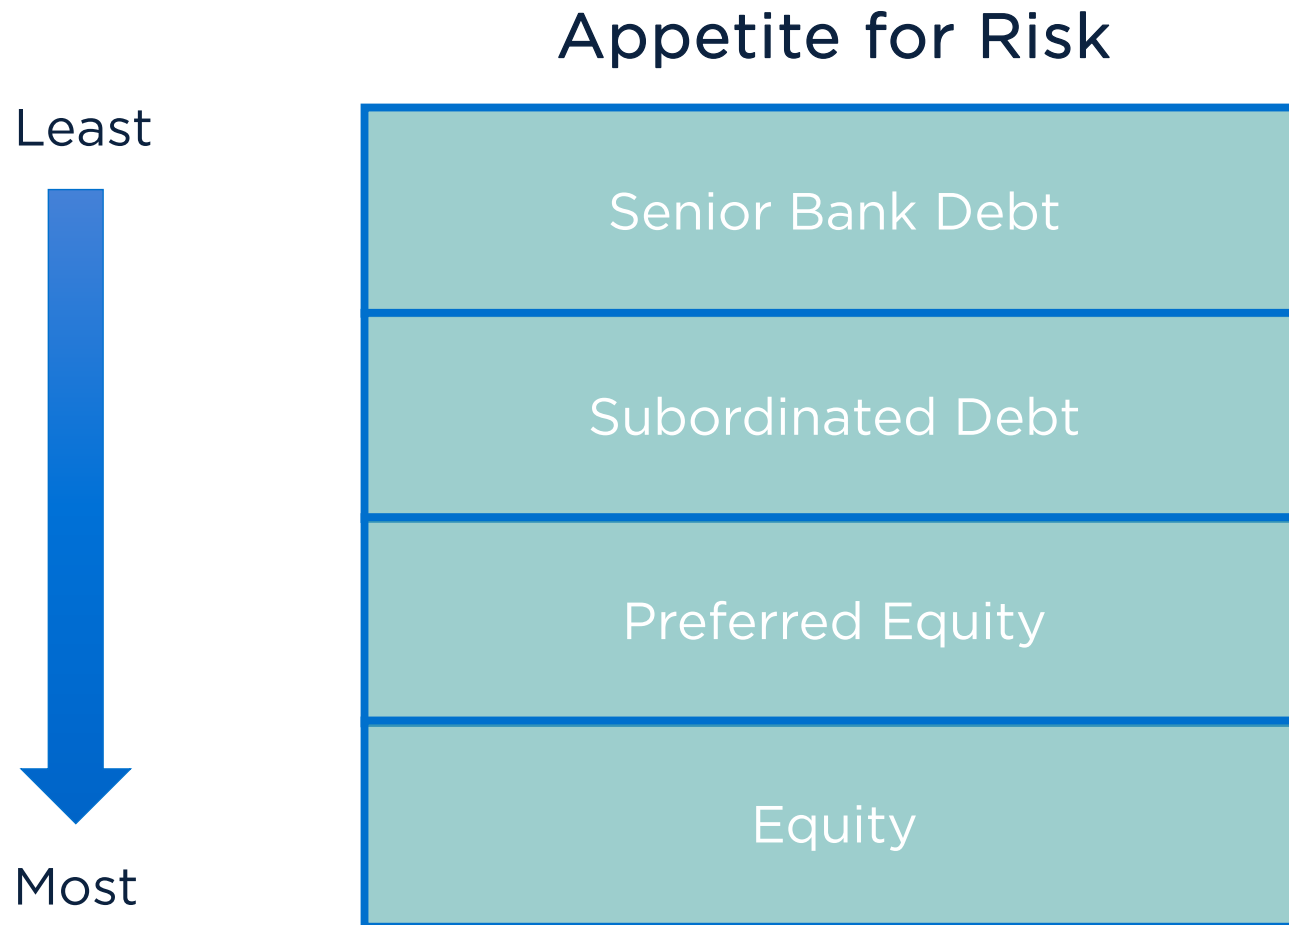 Appetite for Risk
Least
Senior Bank Debt
Subordinated Debt
Preferred Equity
Equity
Most